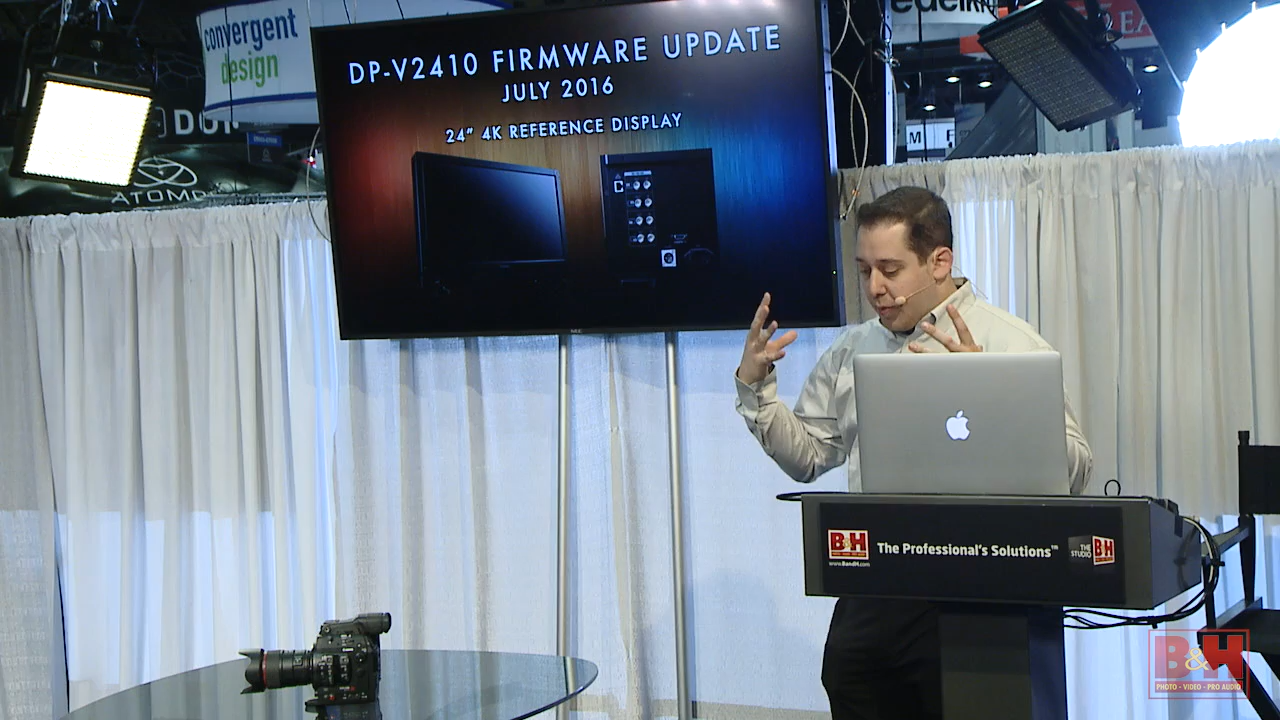 convergent
design
DP-V2410 FIRMWARE UPDATE
JULY 2016
24" 4K REFERENCE DISPLAY
B&H
www.BandH.com
The Professional's Solutions™
THE
STUDIO
B&H
B&H
PHOTO - VIDEO - PRO AUDIO